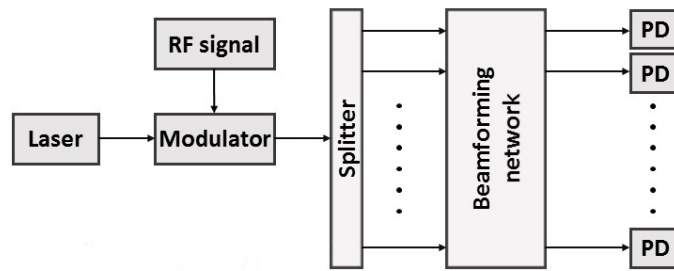 RF signal
Laser
Modulator
Splitter
Beamforming
network
PD
PD
PD